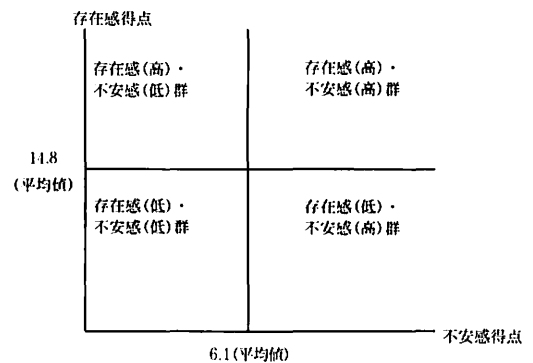 存在感得点
存在感(高)・
不安感(低)群
存在感(高)・
不安感(高)群
14.8
(平均値)
存在感(低)・
不安感(低)群
存在感(低)・
不安感(高)群
不安感得点
6.1(平均値)